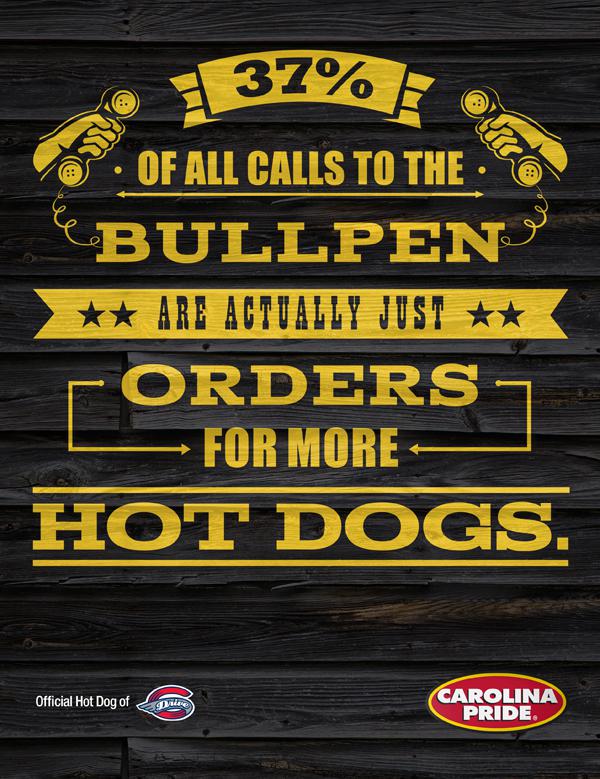 37%
OF ALL CALLS TO THE
BULLPEN
ARE ACTUALLY JUST
ORDERS
FOR MORE
HOT DOGS.
Official Hot Dog of
Drive
CAROLINA
PRIDE®